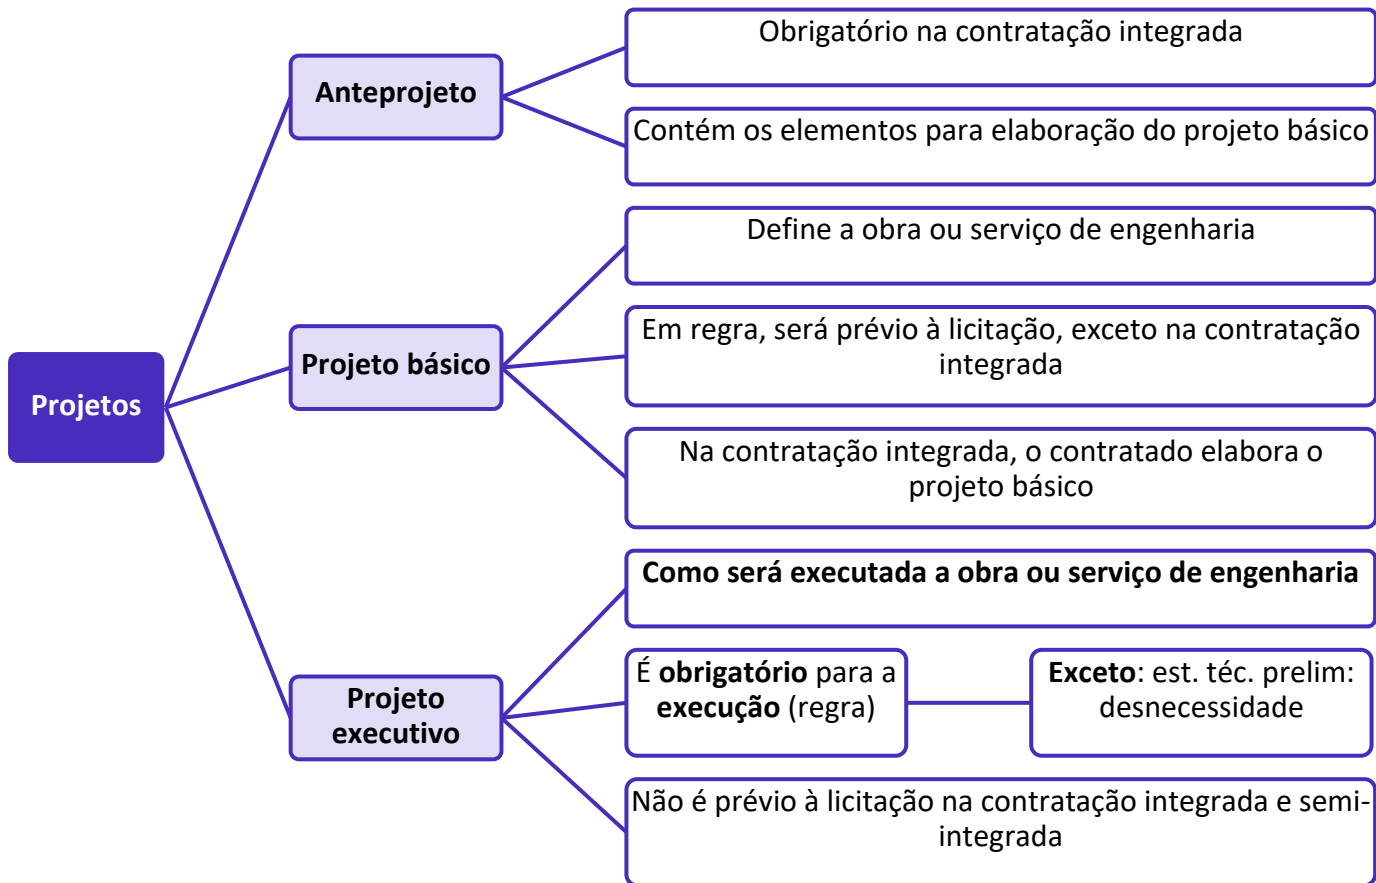 Projetos
Anteprojeto
Obrigatório na contratação integrada
Contém os elementos para elaboração do projeto básico
Projeto básico
Define a obra ou serviço de engenharia
Em regra, será prévio à licitação, exceto na contratação
integrada
Na contratação integrada, o contratado elabora o
projeto básico
Projeto
executivo
Como será executada a obra ou serviço de engenharia
É obrigatório para a
execução (regra)
Exceto: est. téc. prelim:
desnecessidade
Não é prévio à licitação na contratação integrada e semi-
integrada